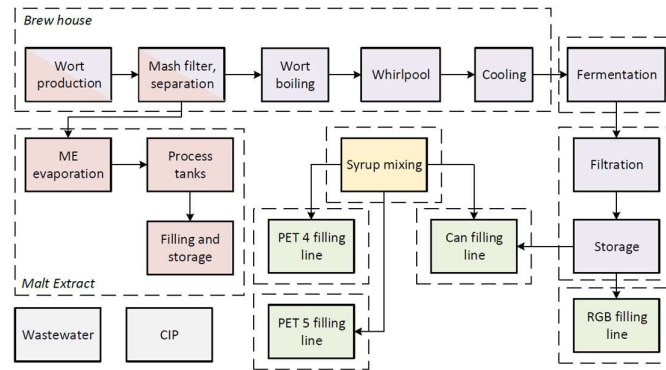 Brew house
Wort
production
Mash filter,
separation
Wort
boiling
Whirlpool
Cooling
Fermentation
ME
evaporation
Process
tanks
Syrup mixing
Filtration
Filling and
storage
PET 4 filling
line
Can filling
line
Storage
Malt Extract
Wastewater
CIP
PET 5 filling
line
RGB filling
line